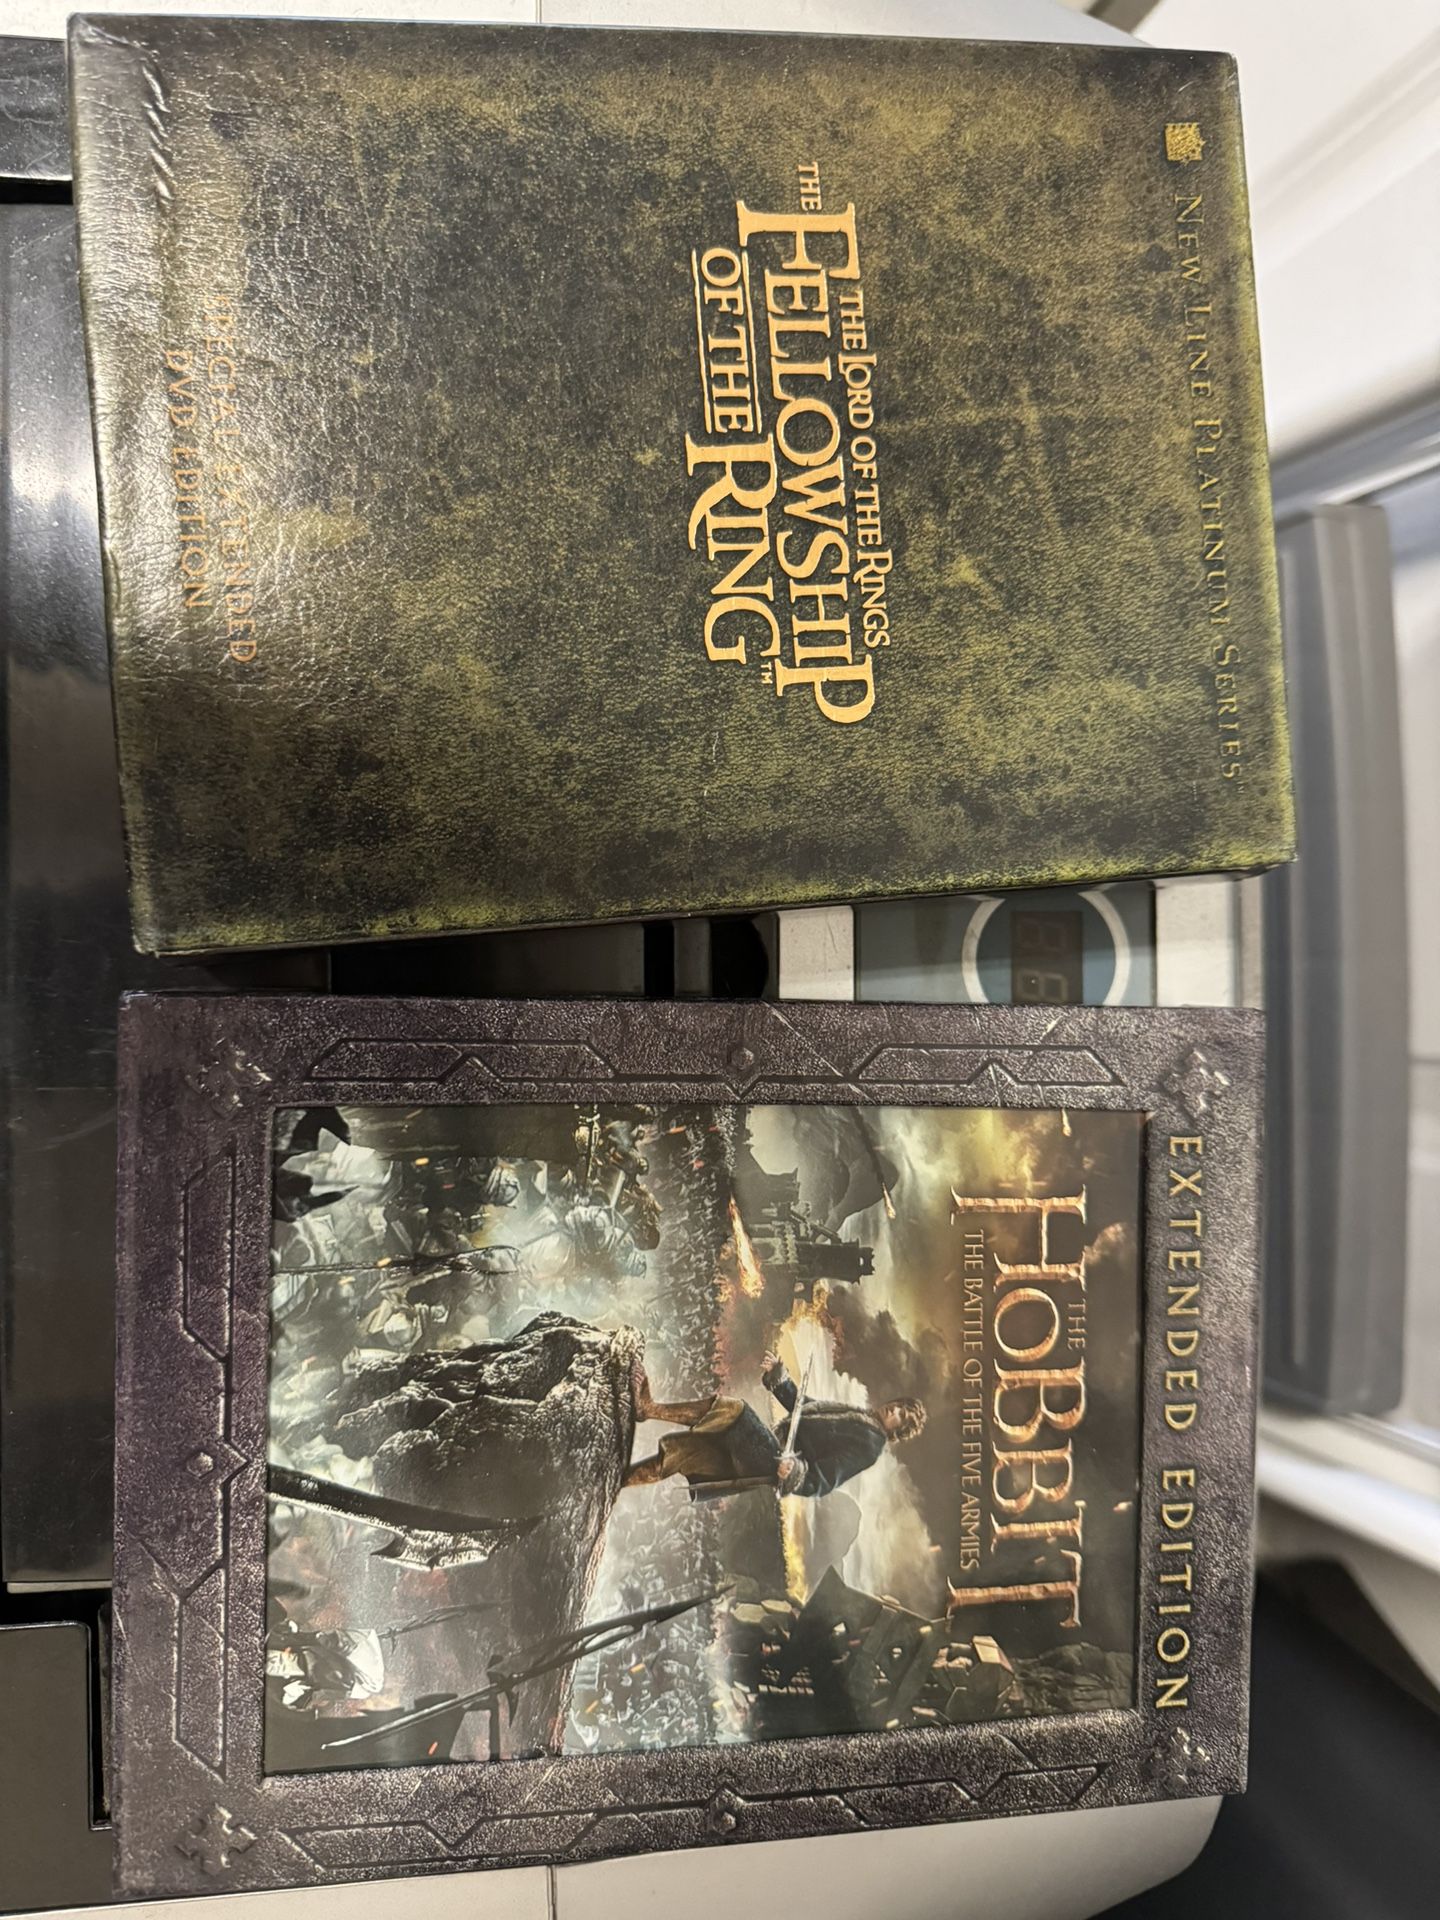 NEW LINE PLATINUM SERIES
THE LORD OF THE RINGS
THE FELLOWSHIP
OF THE RING™
SPECIAL EXTENDED
DVD EDITION
EXTENDED EDITION
THE
HOBBIT
THE BATTLE OF THE FIVE ARMIES